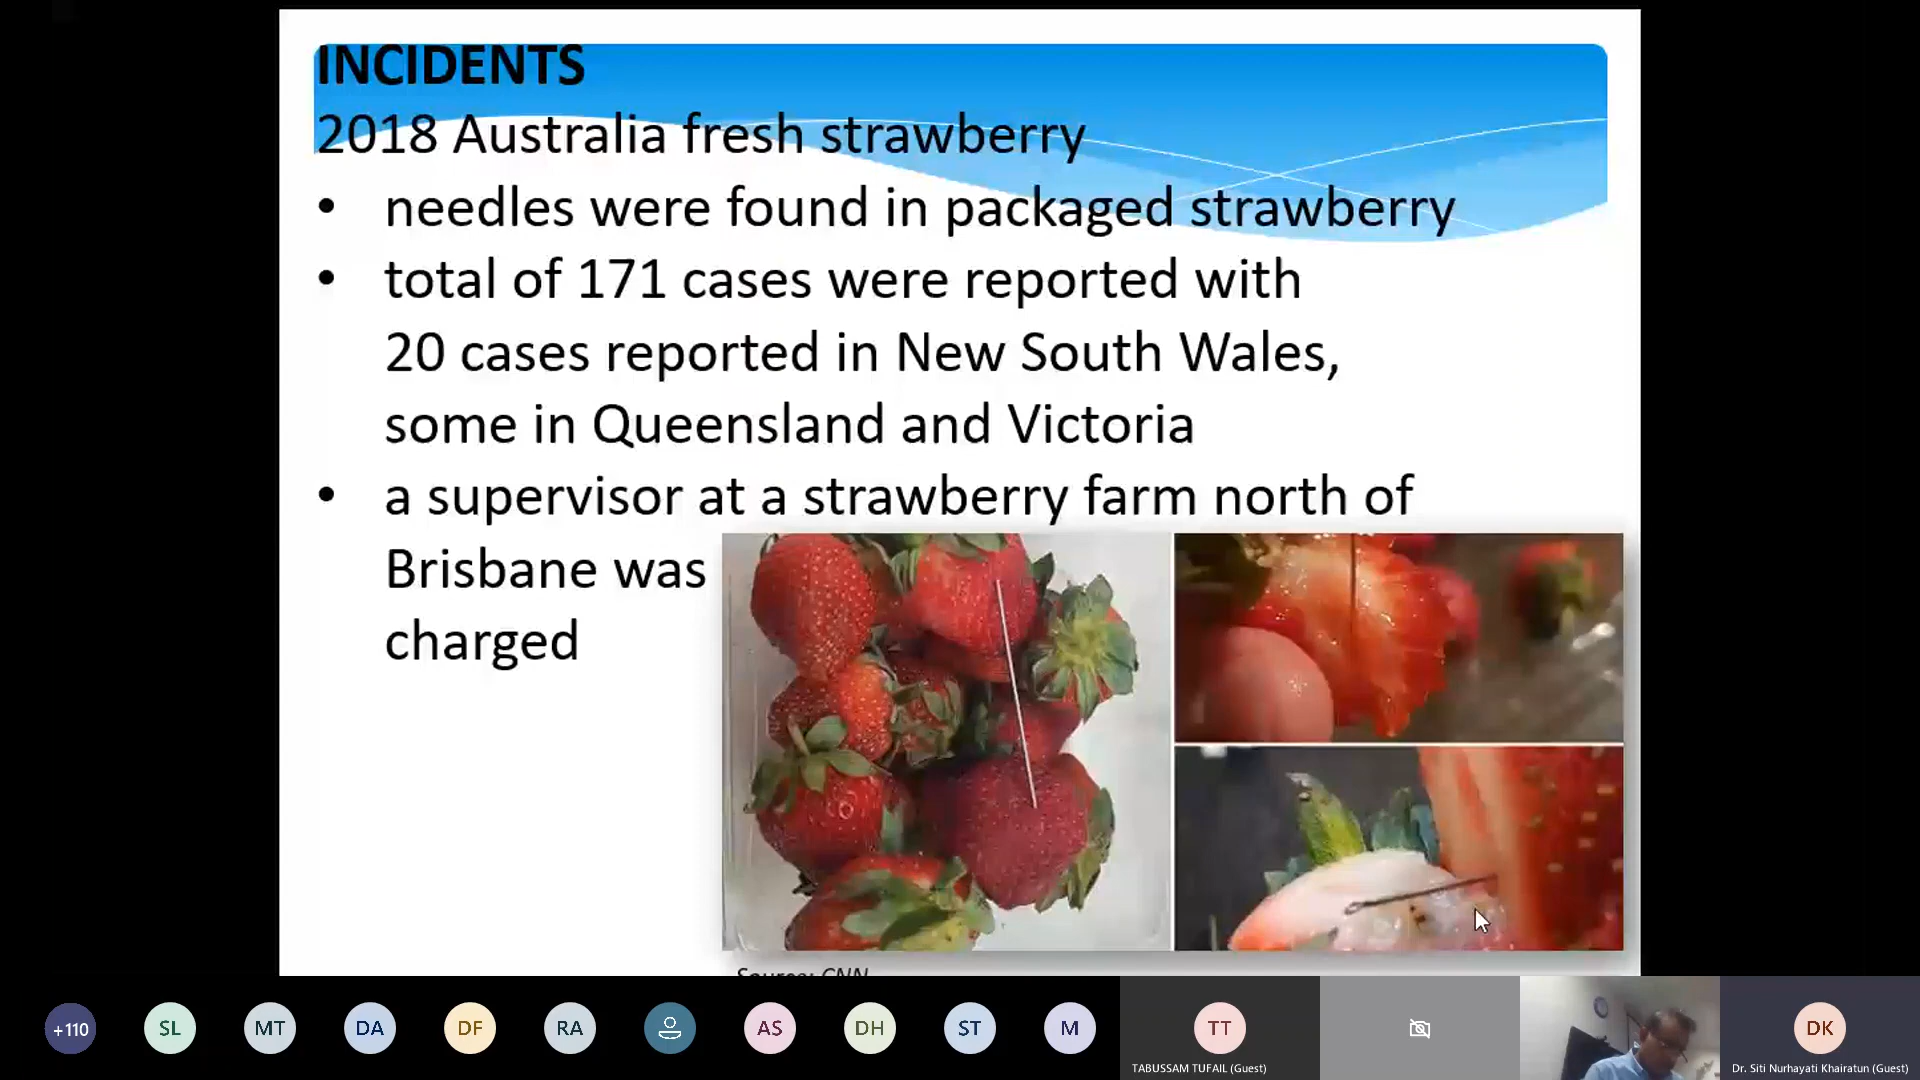 INCIDENTS
2018 Australia fresh strawberry
• needles were found in packaged strawberry
• total of 171 cases were reported with
20 cases reported in New South Wales,
some in Queensland and Victoria
• a supervisor at a strawberry farm north of
Brisbane was
charged
Source: CNN
+110
SL
MT
DA
DF
RA
AS
DH
ST
M
TT
TABUSSAM TUFAIL (Guest)
DK
Dr. Siti Nurhayati Khairatun (Guest)